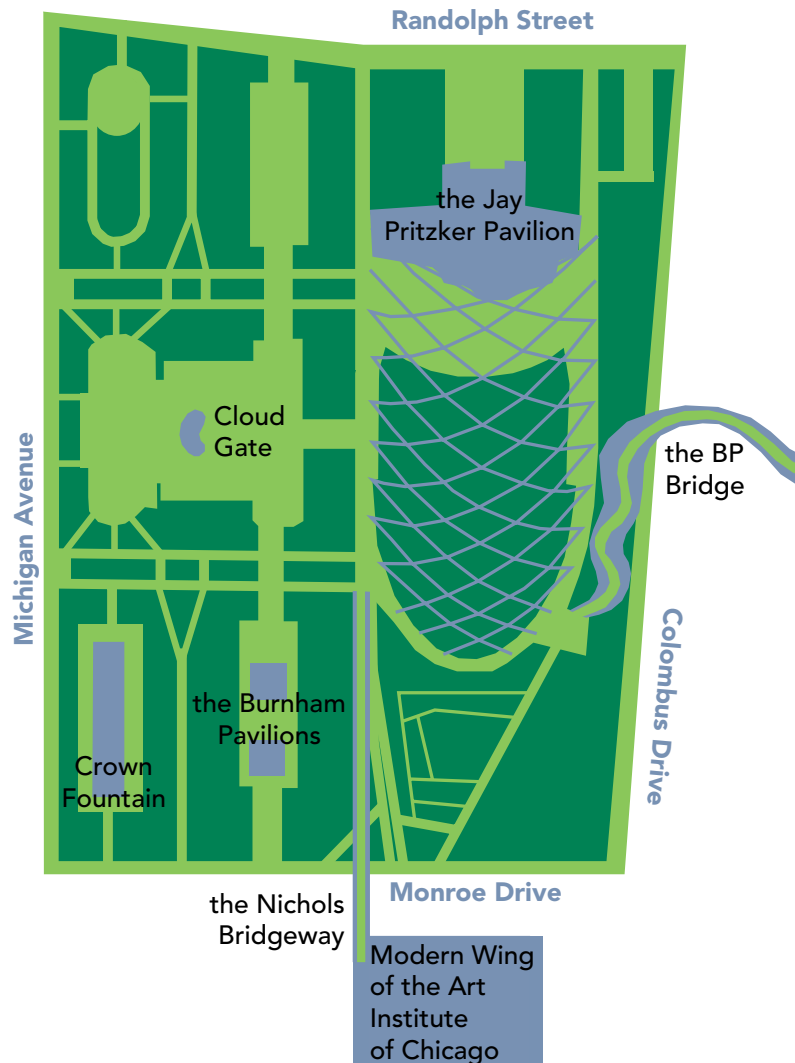 Randolph Street
the Jay
Pritzker Pavilion
Cloud
Gate
the BP
Bridge
Michigan Avenue
Colombus Drive
the Burnham
Pavilions
Crown
Fountain
Monroe Drive
the Nichols
Bridgeway
Modern Wing
of the Art
Institute
of Chicago